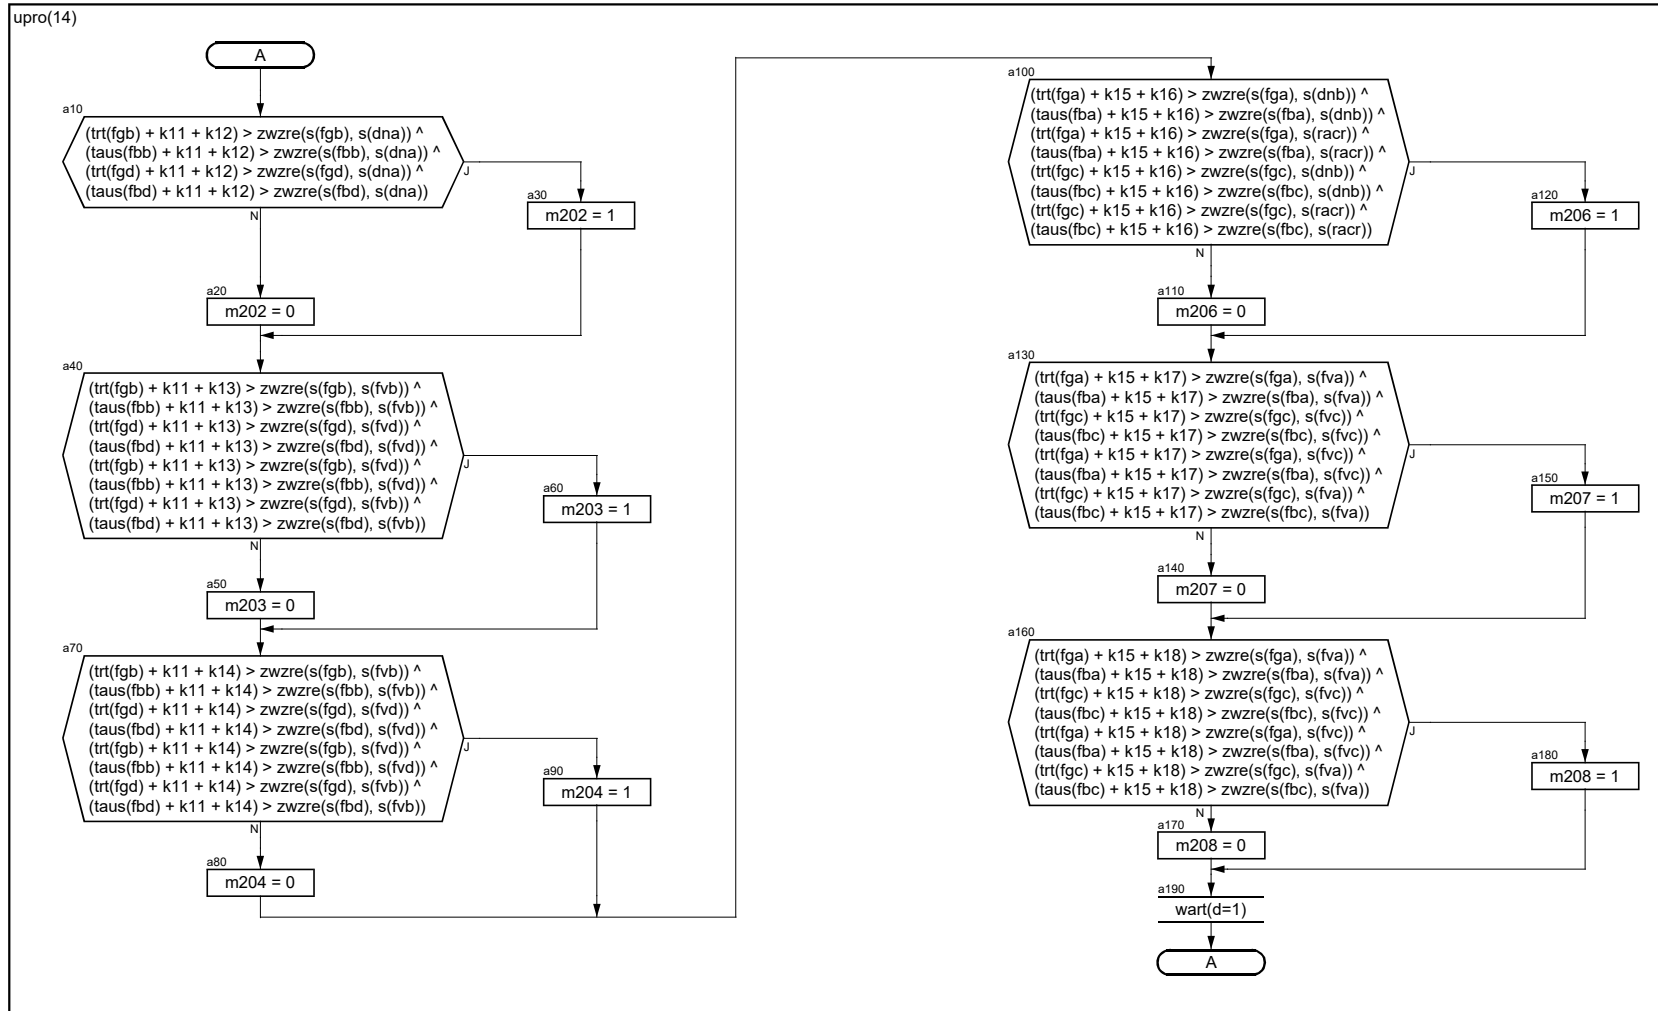 upro(14)
A
a10
(trt(fgb) + k11 + k12) > zwzre(s(fgb), s(dna)) ^
(taus(fbb) + k11 + k12) > zwzre(s(fbb), s(dna)) ^
(trt(fgd) + k11 + k12) > zwzre(s(fgd), s(dna)) ^
(taus(fbd) + k11 + k12) > zwzre(s(fbd), s(dna))
J
N
a30
m202 = 1
a20
m202 = 0
a40
(trt(fgb) + k11 + k13) > zwzre(s(fgb), s(fvb)) ^
(taus(fbb) + k11 + k13) > zwzre(s(fbb), s(fvb)) ^
(trt(fgd) + k11 + k13) > zwzre(s(fgd), s(fvd)) ^
(taus(fbd) + k11 + k13) > zwzre(s(fbd), s(fvd)) ^
(trt(fgb) + k11 + k13) > zwzre(s(fgb), s(fvd)) ^
(taus(fbb) + k11 + k13) > zwzre(s(fbb), s(fvd)) ^
(trt(fgd) + k11 + k13) > zwzre(s(fgd), s(fvb)) ^
(taus(fbd) + k11 + k13) > zwzre(s(fbd), s(fvb))
J
N
a60
m203 = 1
a50
m203 = 0
a70
(trt(fgb) + k11 + k14) > zwzre(s(fgb), s(fvb)) ^
(taus(fbb) + k11 + k14) > zwzre(s(fbb), s(fvb)) ^
(trt(fgd) + k11 + k14) > zwzre(s(fgd), s(fvd)) ^
(taus(fbd) + k11 + k14) > zwzre(s(fbd), s(fvd)) ^
(trt(fgb) + k11 + k14) > zwzre(s(fgb), s(fvd)) ^
(taus(fbb) + k11 + k14) > zwzre(s(fbb), s(fvd)) ^
(trt(fgd) + k11 + k14) > zwzre(s(fgd), s(fvb)) ^
(taus(fbd) + k11 + k14) > zwzre(s(fbd), s(fvb))
J
N
a90
m204 = 1
a80
m204 = 0
a100
(trt(fga) + k15 + k16) > zwzre(s(fga), s(dnb)) ^
(taus(fba) + k15 + k16) > zwzre(s(fba), s(dnb)) ^
(trt(fga) + k15 + k16) > zwzre(s(fga), s(racr)) ^
(taus(fba) + k15 + k16) > zwzre(s(fba), s(racr)) ^
(trt(fgc) + k15 + k16) > zwzre(s(fgc), s(dnb)) ^
(taus(fbc) + k15 + k16) > zwzre(s(fbc), s(dnb)) ^
(trt(fgc) + k15 + k16) > zwzre(s(fgc), s(racr)) ^
(taus(fbc) + k15 + k16) > zwzre(s(fbc), s(racr))
J
N
a120
m206 = 1
a110
m206 = 0
a130
(trt(fga) + k15 + k17) > zwzre(s(fga), s(fva)) ^
(taus(fba) + k15 + k17) > zwzre(s(fba), s(fva)) ^
(trt(fgc) + k15 + k17) > zwzre(s(fgc), s(fvc)) ^
(taus(fbc) + k15 + k17) > zwzre(s(fbc), s(fvc)) ^
(trt(fga) + k15 + k17) > zwzre(s(fga), s(fvc)) ^
(taus(fba) + k15 + k17) > zwzre(s(fba), s(fvc)) ^
(trt(fgc) + k15 + k17) > zwzre(s(fgc), s(fva)) ^
(taus(fbc) + k15 + k17) > zwzre(s(fbc), s(fva))
J
N
a150
m207 = 1
a140
m207 = 0
a160
(trt(fga) + k15 + k18) > zwzre(s(fga), s(fva)) ^
(taus(fba) + k15 + k18) > zwzre(s(fba), s(fva)) ^
(trt(fgc) + k15 + k18) > zwzre(s(fgc), s(fvc)) ^
(taus(fbc) + k15 + k18) > zwzre(s(fbc), s(fvc)) ^
(trt(fga) + k15 + k18) > zwzre(s(fga), s(fvc)) ^
(taus(fba) + k15 + k18) > zwzre(s(fba), s(fvc)) ^
(trt(fgc) + k15 + k18) > zwzre(s(fgc), s(fva)) ^
(taus(fbc) + k15 + k18) > zwzre(s(fbc), s(fva))
J
N
a180
m208 = 1
a170
m208 = 0
a190
wart(d=1)
A